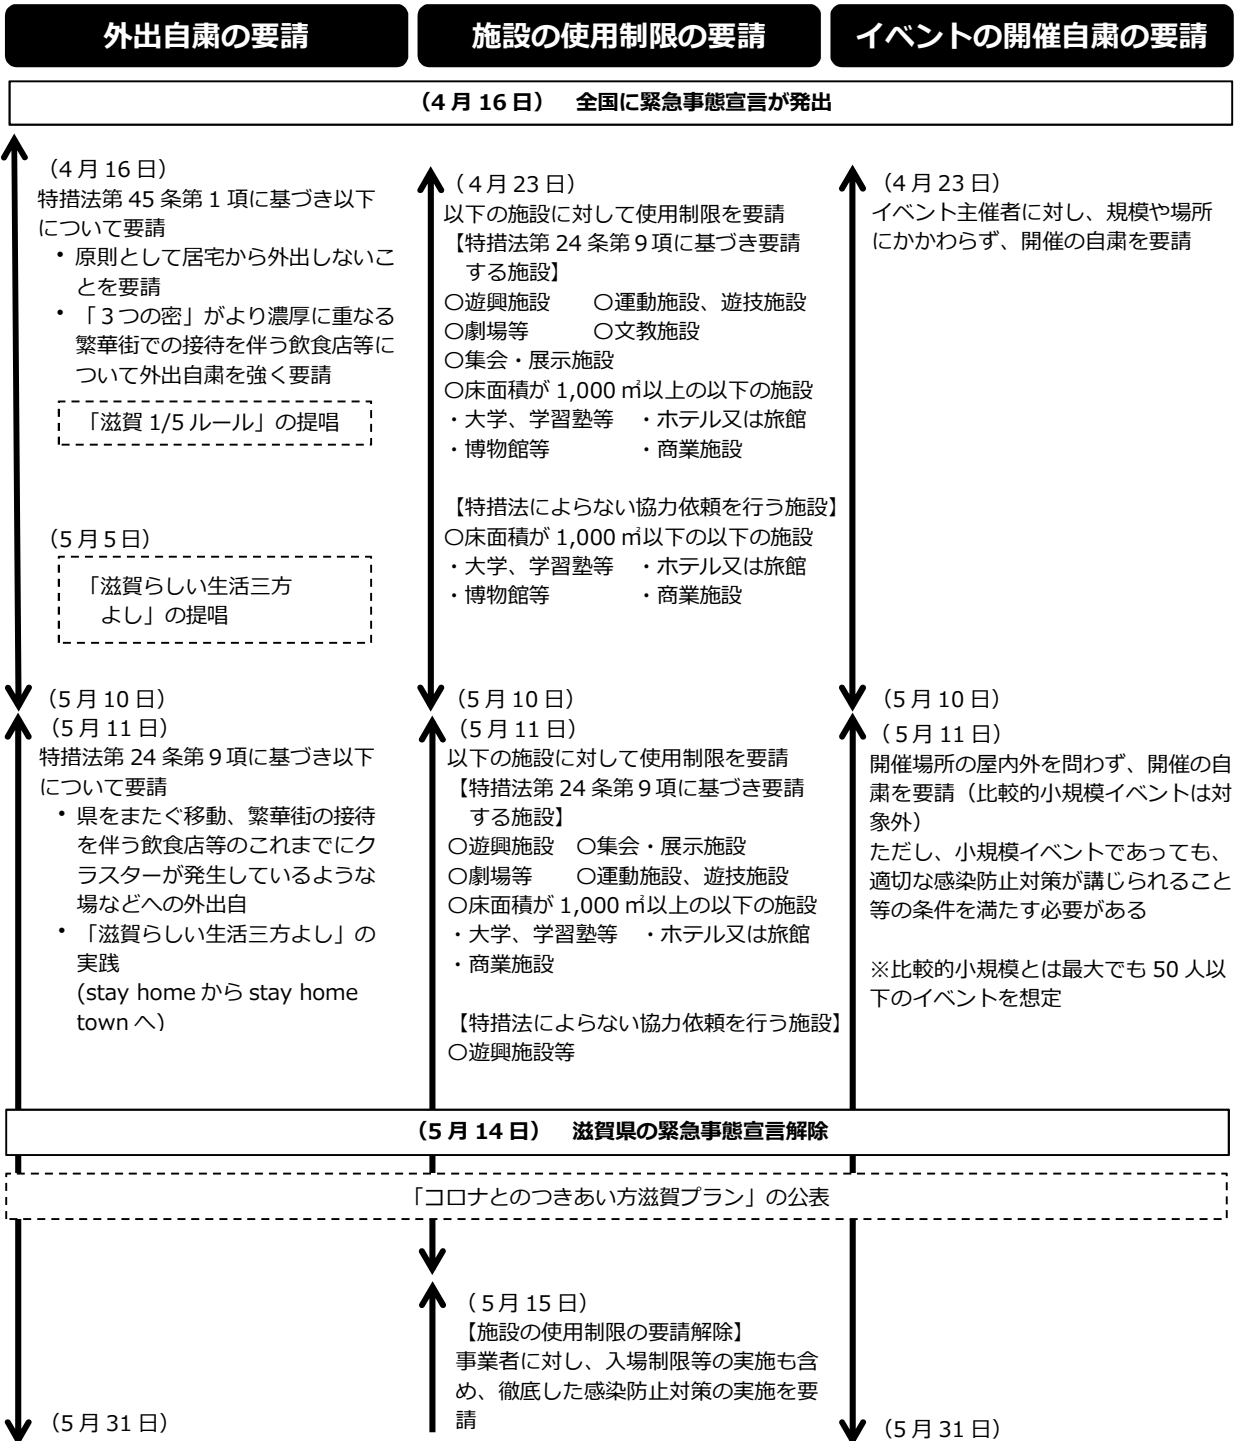 外出自粛の要請
施設の使用制限の要請
イベントの開催自粛の要請
（4月16日）　全国に緊急事態宣言が発出
（4月16日）
特措法第45条第1項に基づき以下
について要請
・原則として居宅から外出しないこ
とを要請
・「３つの密」がより濃厚に重なる
繁華街での接待を伴う飲食店等に
ついて外出自粛を強く要請
「滋賀1/5ルール」の提唱
（5月5日）
「滋賀らしい生活三方
よし」の提唱
（5月10日）
（5月11日）
特措法第24条第9項に基づき以下
について要請
・県をまたぐ移動、繁華街の接待
を伴う飲食店等のこれまでにク
ラスターが発生しているような
場などへの外出自
・「滋賀らしい生活三方よし」の
実践
(stay home から stay home
town へ)
（4月23日）
以下の施設に対して使用制限を要請
【特措法第24条第9項に基づき要請
する施設】
〇遊興施設　〇運動施設、遊技施設
〇劇場等　〇文教施設
〇集会・展示施設
〇床面積が1,000㎡以上の以下の施設
・大学、学習塾等　・ホテル又は旅館
・博物館等　・商業施設
【特措法によらない協力依頼を行う施設】
〇床面積が1,000㎡以下の以下の施設
・大学、学習塾等　・ホテル又は旅館
・博物館等　・商業施設
（5月10日）
（5月11日）
以下の施設に対して使用制限を要請
【特措法第24条第9項に基づき要請
する施設】
〇遊興施設　〇集会・展示施設
〇劇場等　〇運動施設、遊技施設
〇床面積が1,000㎡以上の以下の施設
・大学、学習塾等　・ホテル又は旅館
・商業施設
【特措法によらない協力依頼を行う施設】
〇遊興施設等
（4月23日）
イベント主催者に対し、規模や場所
にかかわらず、開催の自粛を要請
（5月10日）
（5月11日）
開催場所の屋内外を問わず、開催の自
粛を要請（比較的小規模イベントは対
象外）
ただし、小規模イベントであっても、
適切な感染防止対策が講じられること
等の条件を満たす必要がある
※比較的小規模とは最大でも50人以
下のイベントを想定
（5月14日）　滋賀県の緊急事態宣言解除
「コロナとのつきあい方滋賀プラン」の公表
（5月15日）
【施設の使用制限の要請解除】
事業者に対し、入場制限等の実施も含
め、徹底した感染防止対策の実施を要
請
（5月31日）
（5月31日）